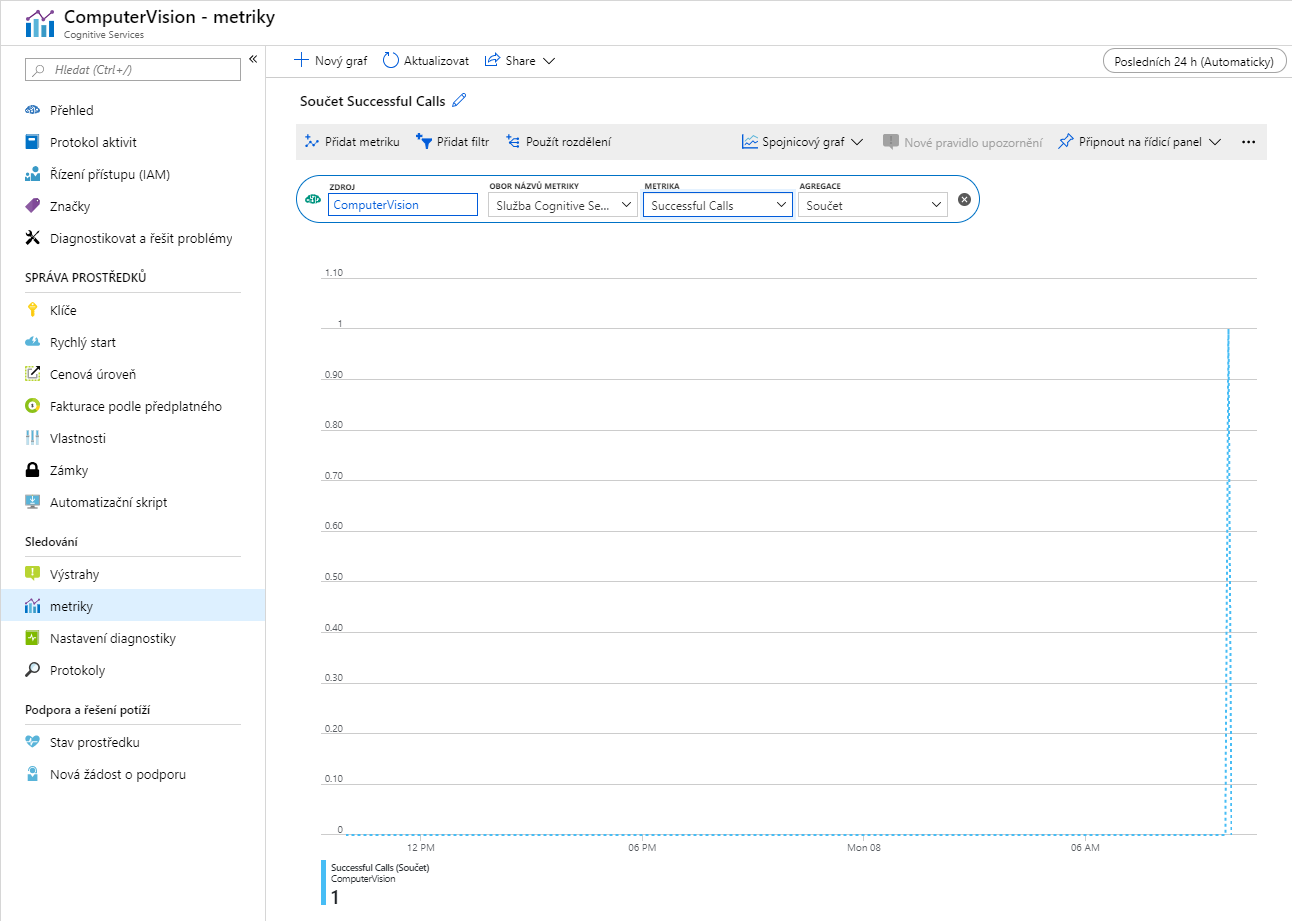 ComputerVision - metriky
Cognitive Services
Hledat (Ctrl+/)
«
Přehled
Protokol aktivit
Řízení přístupu (IAM)
Značky
Diagnostikovat a řešit problémy
SPRÁVA PROSTŘEDKŮ
Klíče
Rychlý start
Cenová úroveň
Fakturace podle předplatného
Vlastnosti
Zámky
Automatizační skript
Sledování
Výstrahy
metriky
Nastavení diagnostiky
Protokoly
Podpora a řešení potíží
Stav prostředku
Nová žádost o podporu
Nový graf Aktualizovat Share
Posledních 24 h (Automaticky)
Součet Successful Calls
Přidat metriku Přidat filtr Použít rozdělení Spojnicový graf Nové pravidlo upozornění Připnout na řídicí panel ...
ZDROJ OBOR NÁZVŮ METRIKY METRIKA AGREGACE
ComputerVision Služba Cognitive Se... Successful Calls Součet
1.10
1
0.90
0.80
0.70
0.60
0.50
0.40
0.30
0.20
0.10
0
12 PM 06 PM Mon 08 06 AM
Successful Calls (Součet)
ComputerVision
1